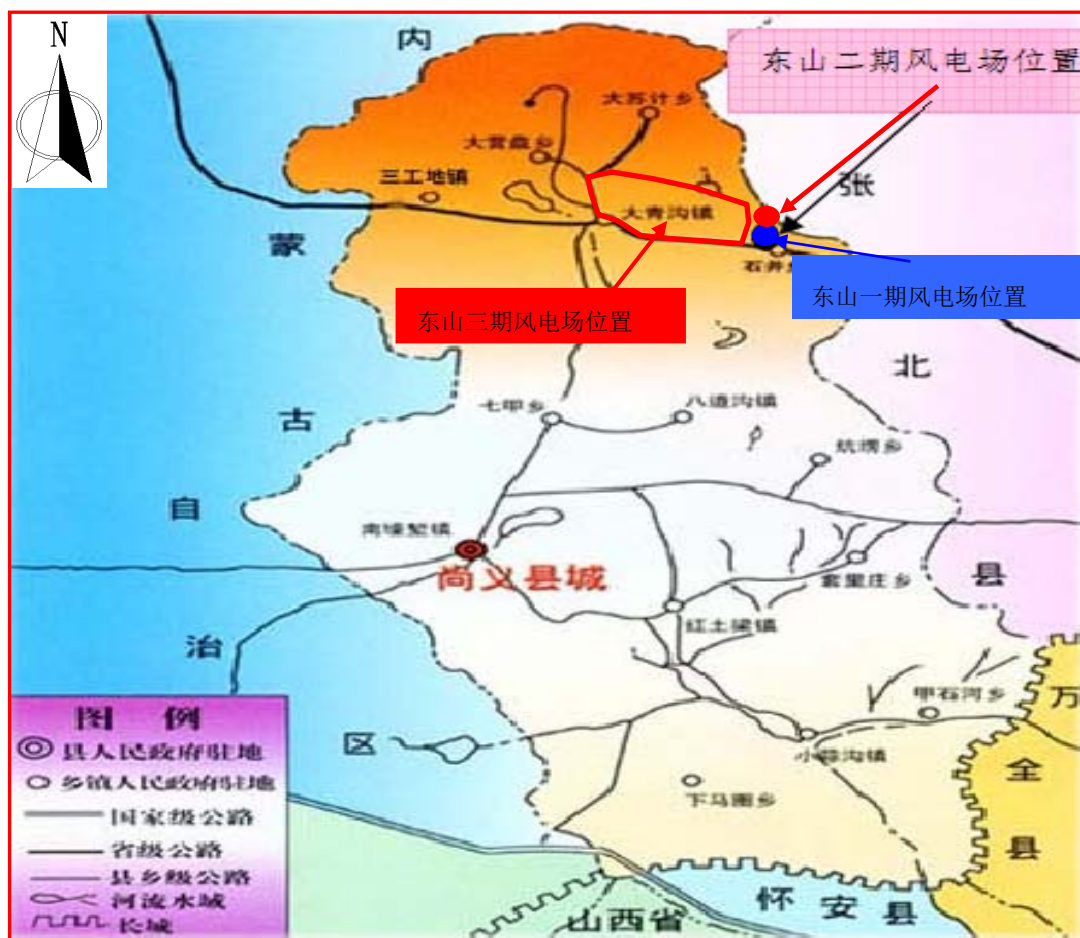 N
内
东山二期风电场位置
大苏计乡
大营盘乡
三工地镇
张
大青沟镇
蒙
石井
东山一期风电场位置
东山三期风电场位置
北
七甲乡
八道沟镇
古
炕塄乡
自
南壕堑镇
县
尚义县城
套里庄乡
红土梁镇
治
甲石河乡
万
图 例
县人民政府驻地
区
小蒜沟镇
全
乡镇人民政府驻地
下马圈乡
国家级公路
省级公路
县
县乡级公路
河流水域
怀安县
长城
山西省